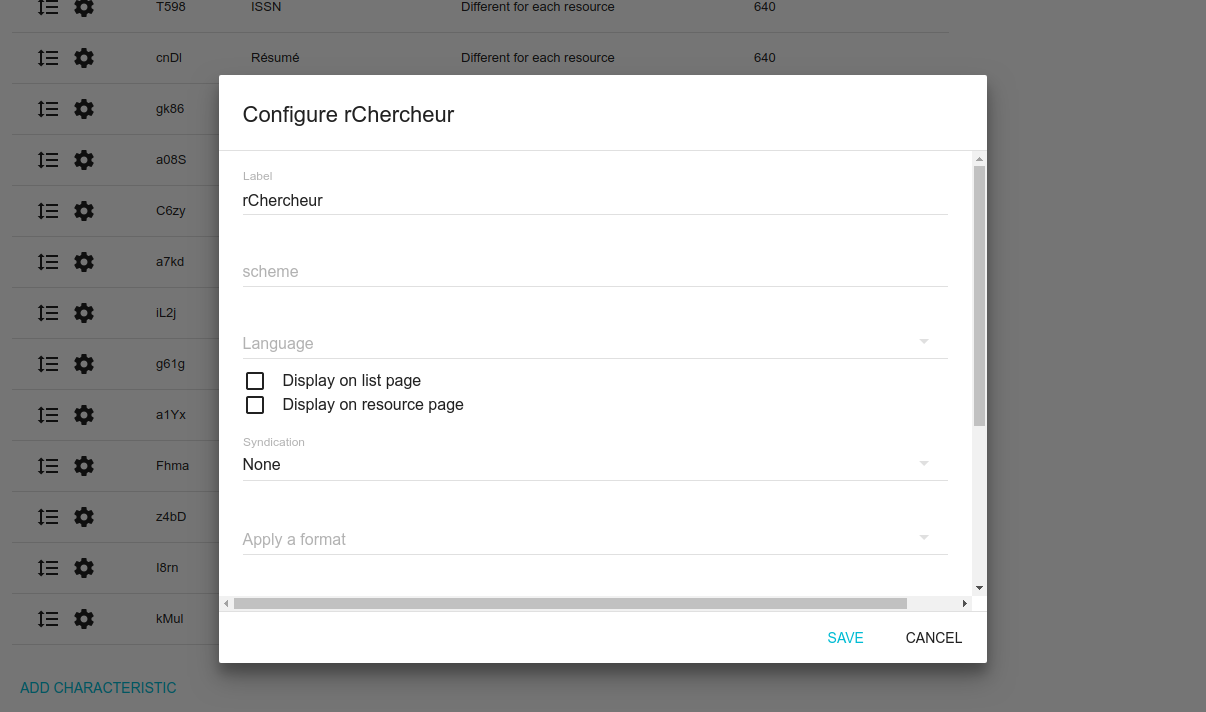 T598 ISSN Different for each resource 640
cnDl Résumé Different for each resource 640
gk86
a08S
C6zy
a7kd
iL2j
g61g
a1Yx
Fhma
z4bD
I8rn
kMul
ADD CHARACTERISTIC
Configure rChercheur
Label
rChercheur
scheme
Language
Display on list page
Display on resource page
Syndication
None
Apply a format
SAVE CANCEL